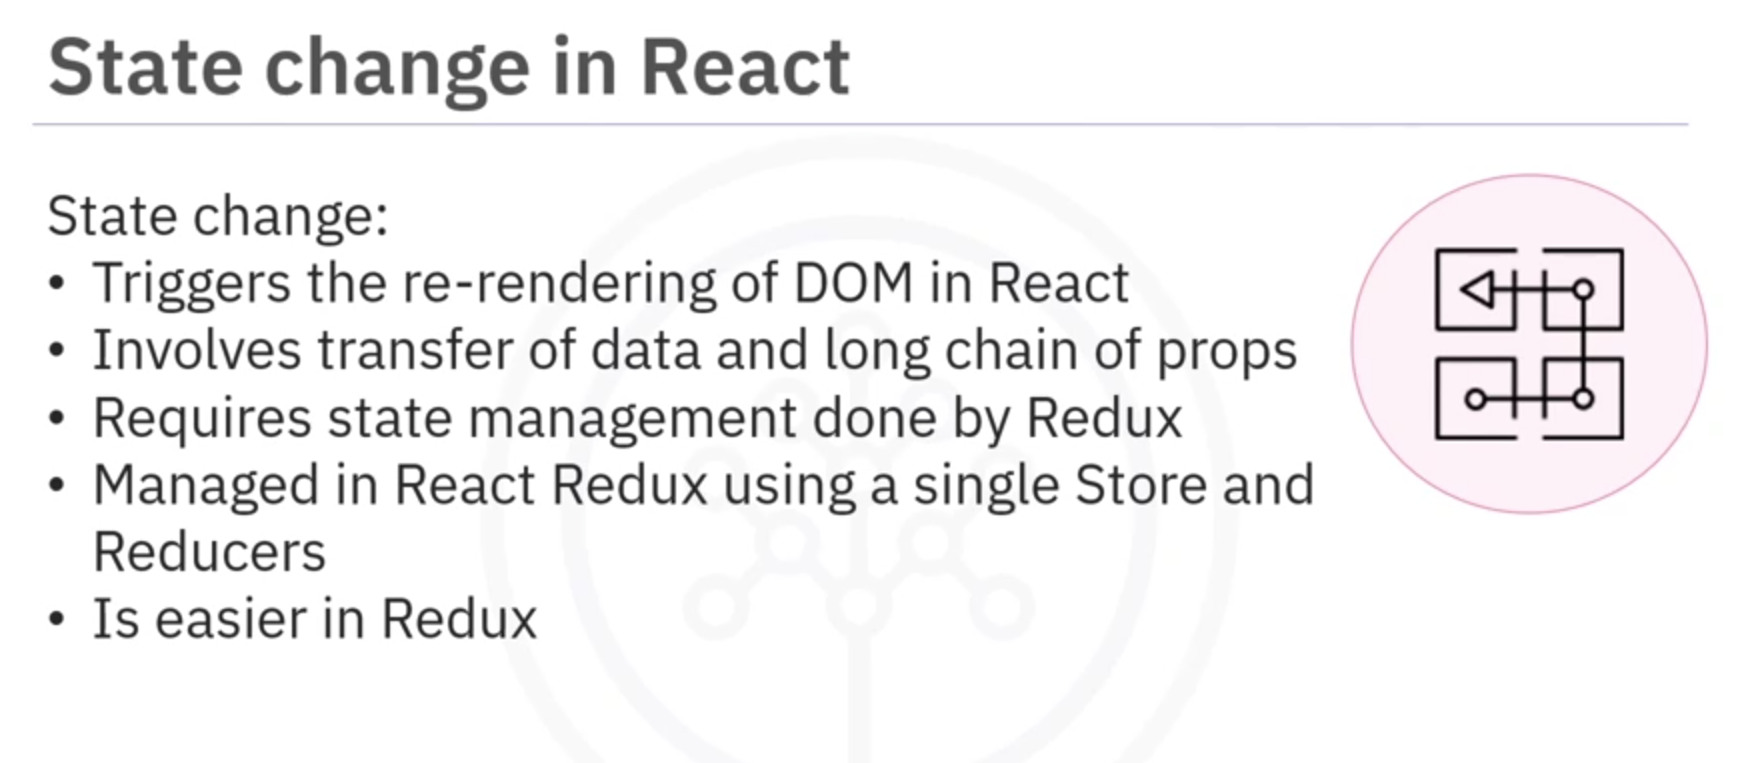 State change in React
State change:
• Triggers the re-rendering of DOM in React
• Involves transfer of data and long chain of props
• Requires state management done by Redux
• Managed in React Redux using a single Store and
Reducers
• Is easier in Redux